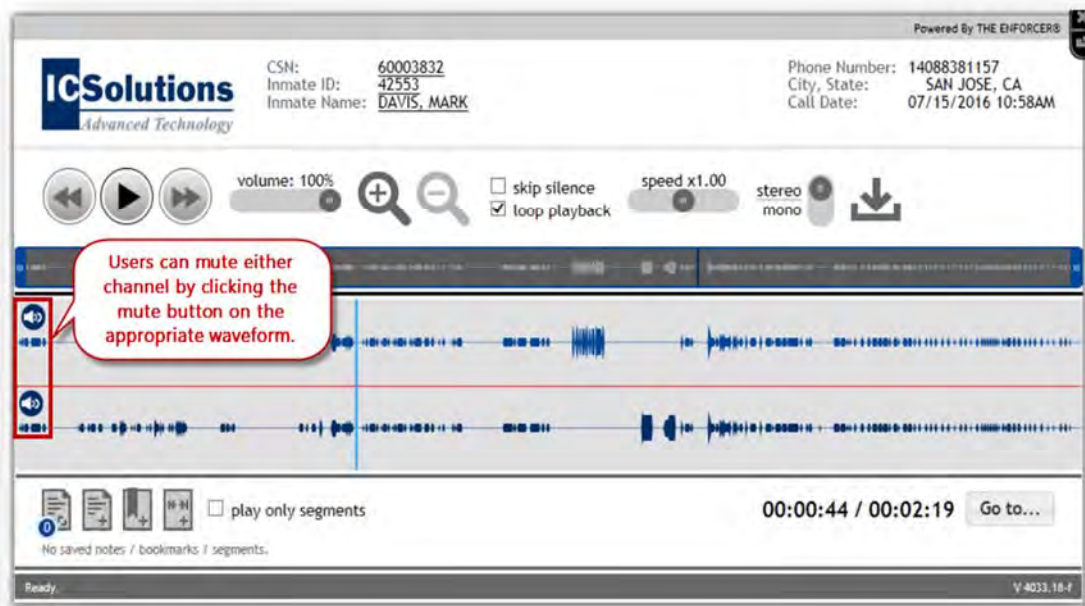 Powered By THE ENFORCER®
ICSolutions
Advanced Technology
CSN: 60003832
Inmate ID: 42553
Inmate Name: DAVIS, MARK
Phone Number: 14088381157
City, State: SAN JOSE, CA
Call Date: 07/15/2016 10:58AM
volume: 100%
skip silence
loop playback
speed x1.00
stereo
mono
Users can mute either
channel by clicking the
mute button on the
appropriate waveform.
0
play only segments
00:00:44 / 00:02:19
Go to...
No saved notes / bookmarks / segments.
Ready.
V 4033.18-f